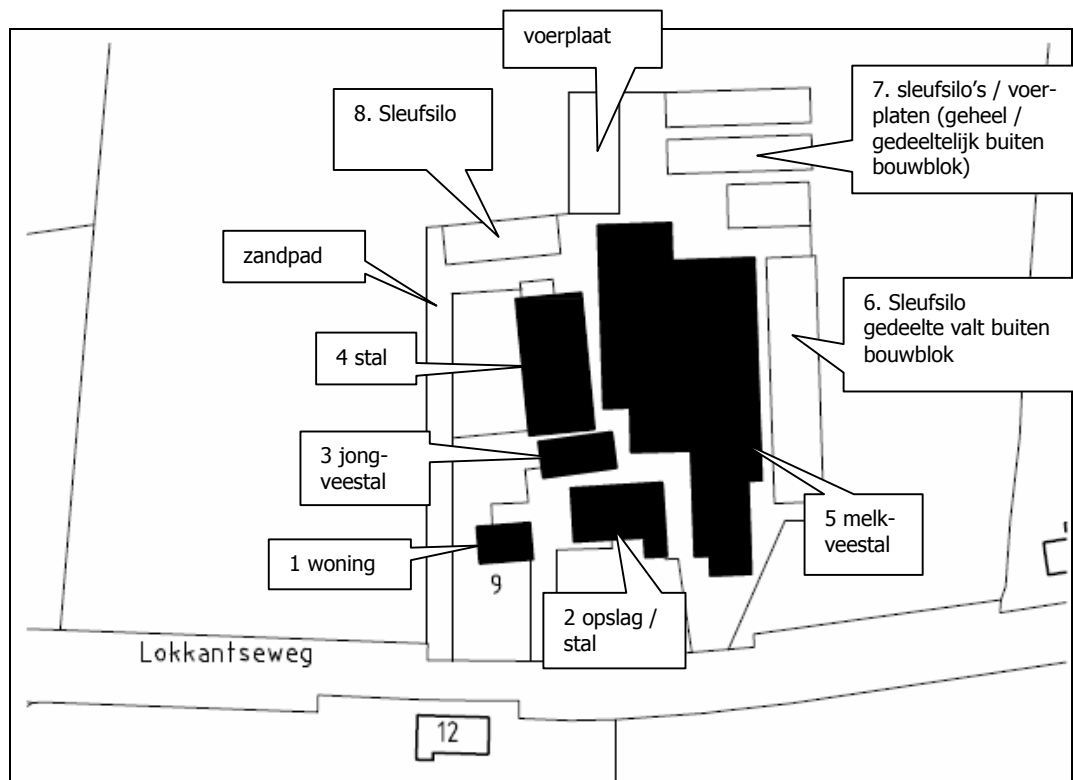 voerplaat
8. Sleufsilo
7. sleufsilo's / voer-
platen (geheel /
gedeeltelijk buiten
bouwblok)
zandpad
6. Sleufsilo
gedeelte valt buiten
bouwblok
4 stal
3 jong-
veestal
5 melk-
veestal
1 woning
9
2 opslag /
stal
Lokkantseweg
12